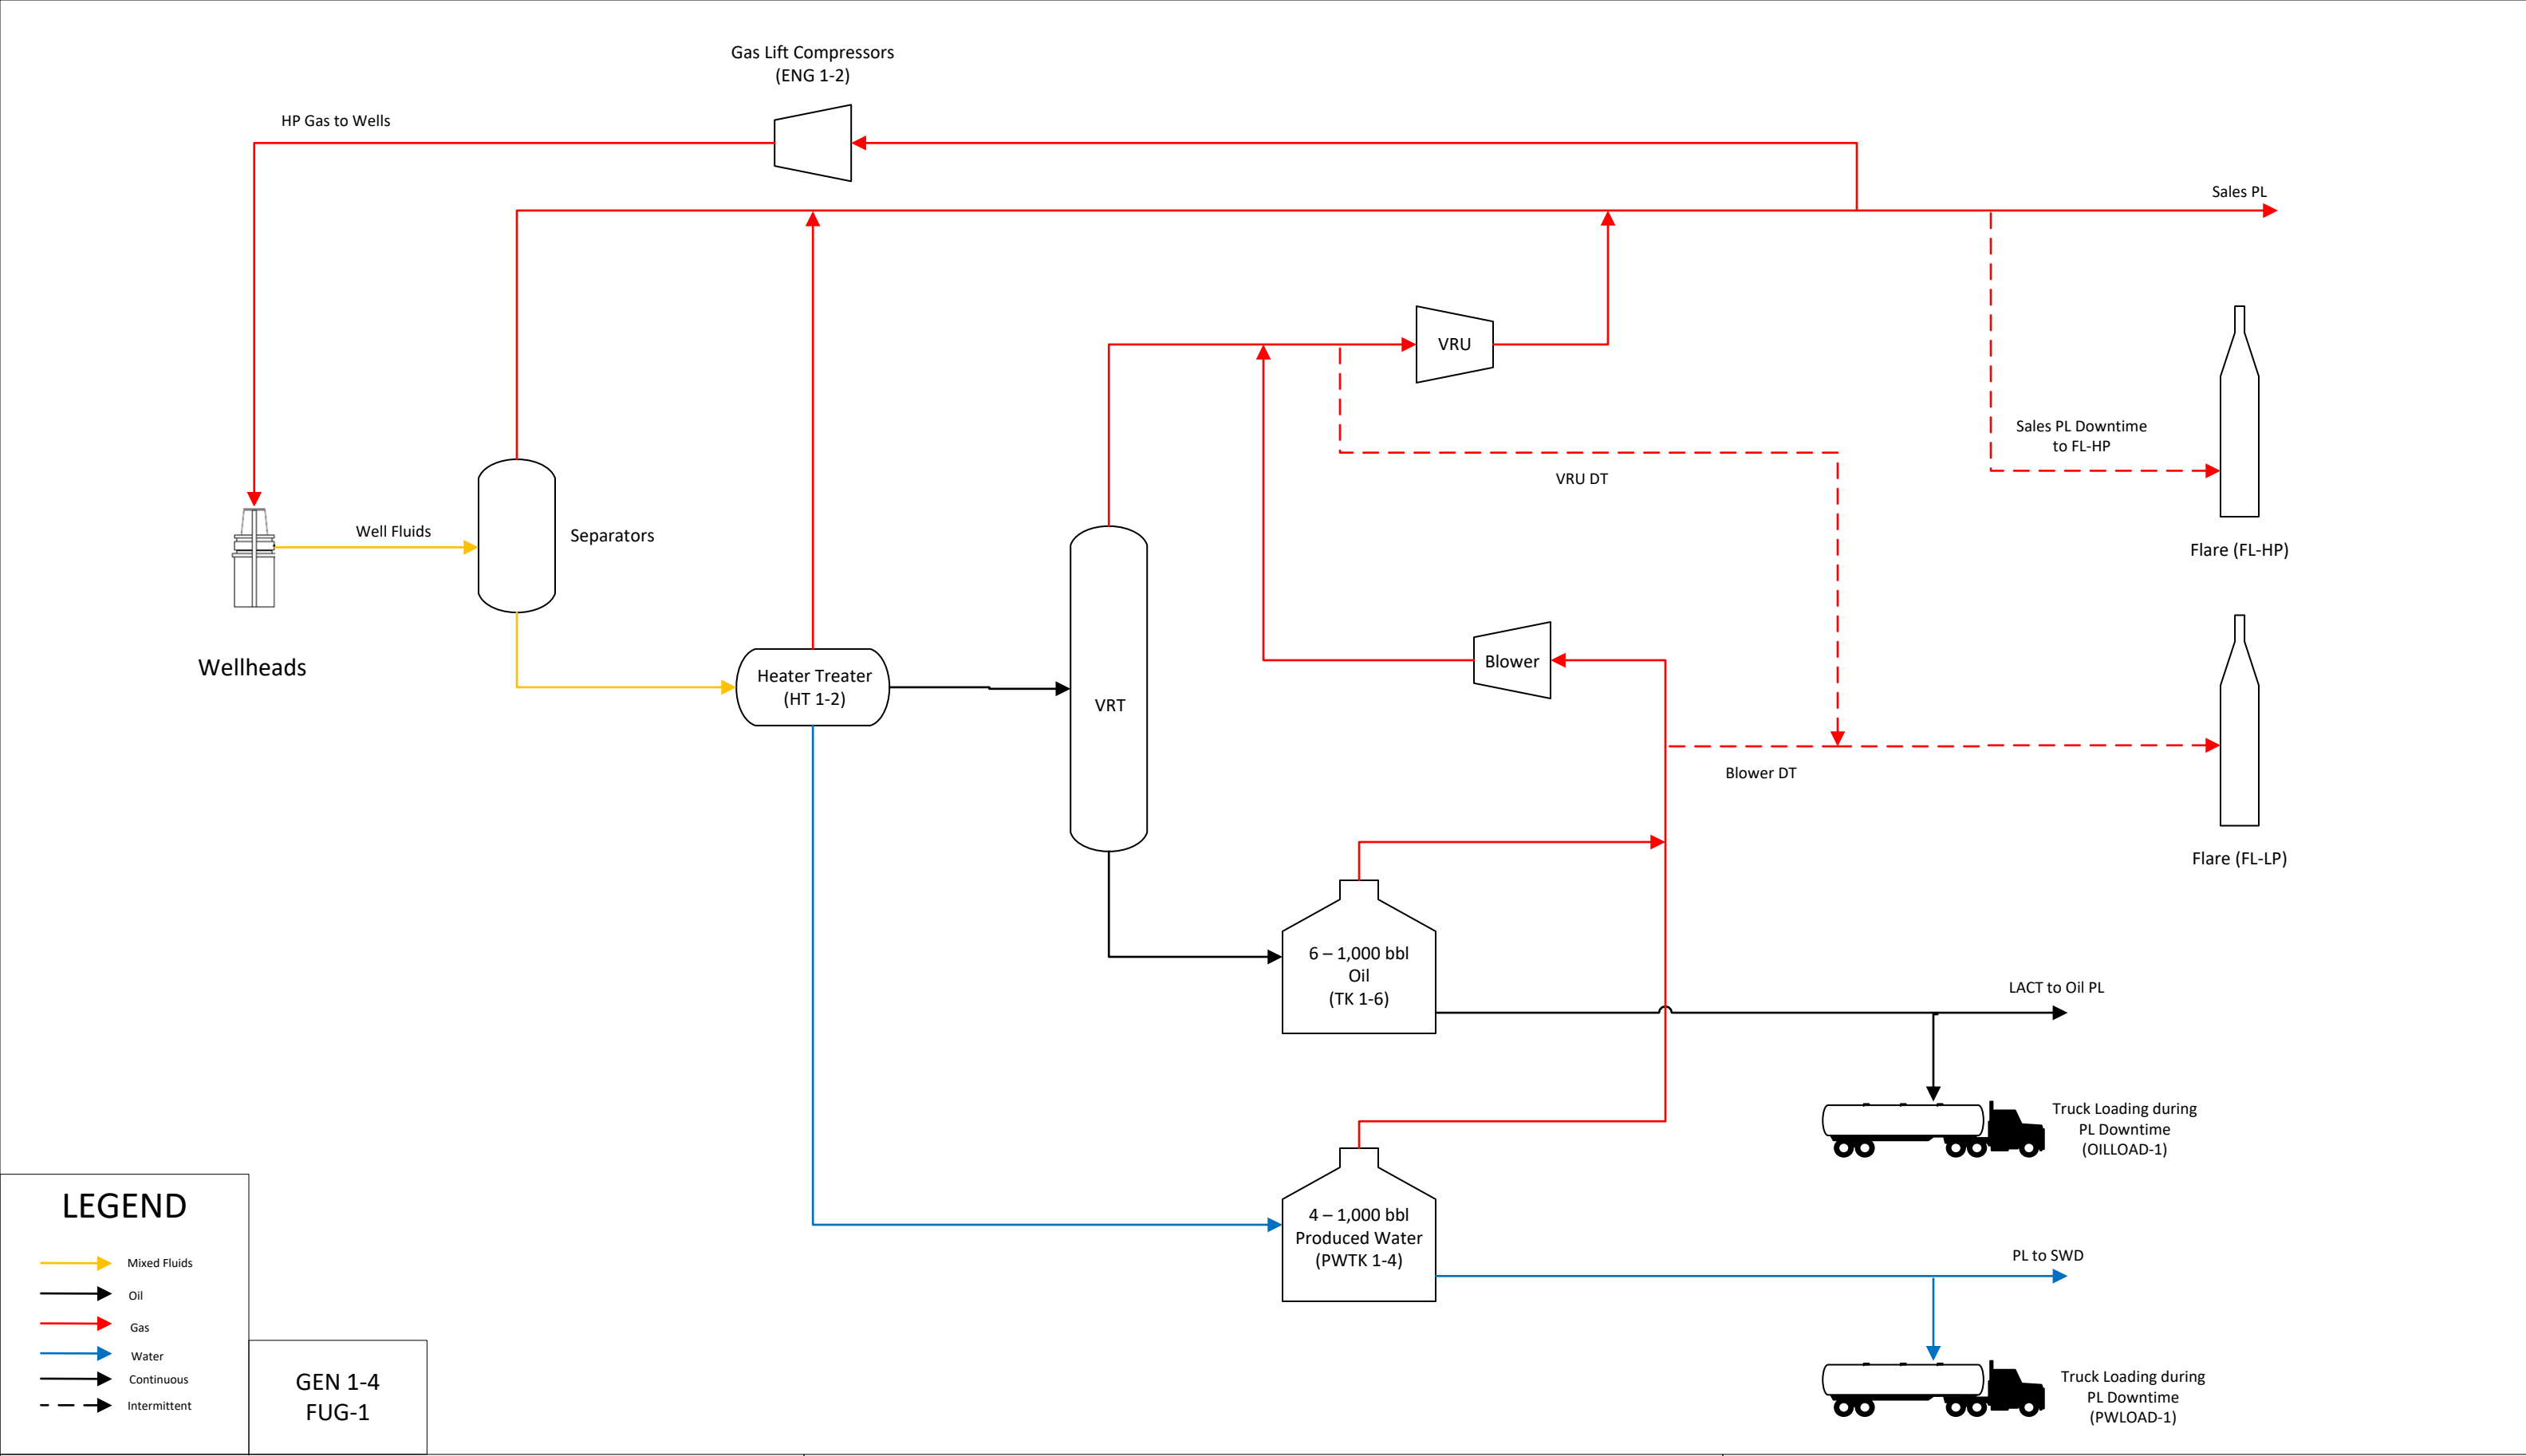 Gas Lift Compressors
(ENG 1-2)
HP Gas to Wells
Sales PL
VRU
Sales PL Downtime
to FL-HP
VRU DT
Well Fluids
Separators
Flare (FL-HP)
Wellheads
Heater Treater
(HT 1-2)
VRT
Blower
Blower DT
Flare (FL-LP)
6 – 1,000 bbl
Oil
(TK 1-6)
LACT to Oil PL
Truck Loading during
PL Downtime
(OILLOAD-1)
4 – 1,000 bbl
Produced Water
(PWTK 1-4)
PL to SWD
Truck Loading during
PL Downtime
(PWLOAD-1)
LEGEND
Mixed Fluids
Oil
Gas
Water
Continuous
Intermittent
GEN 1-4
FUG-1